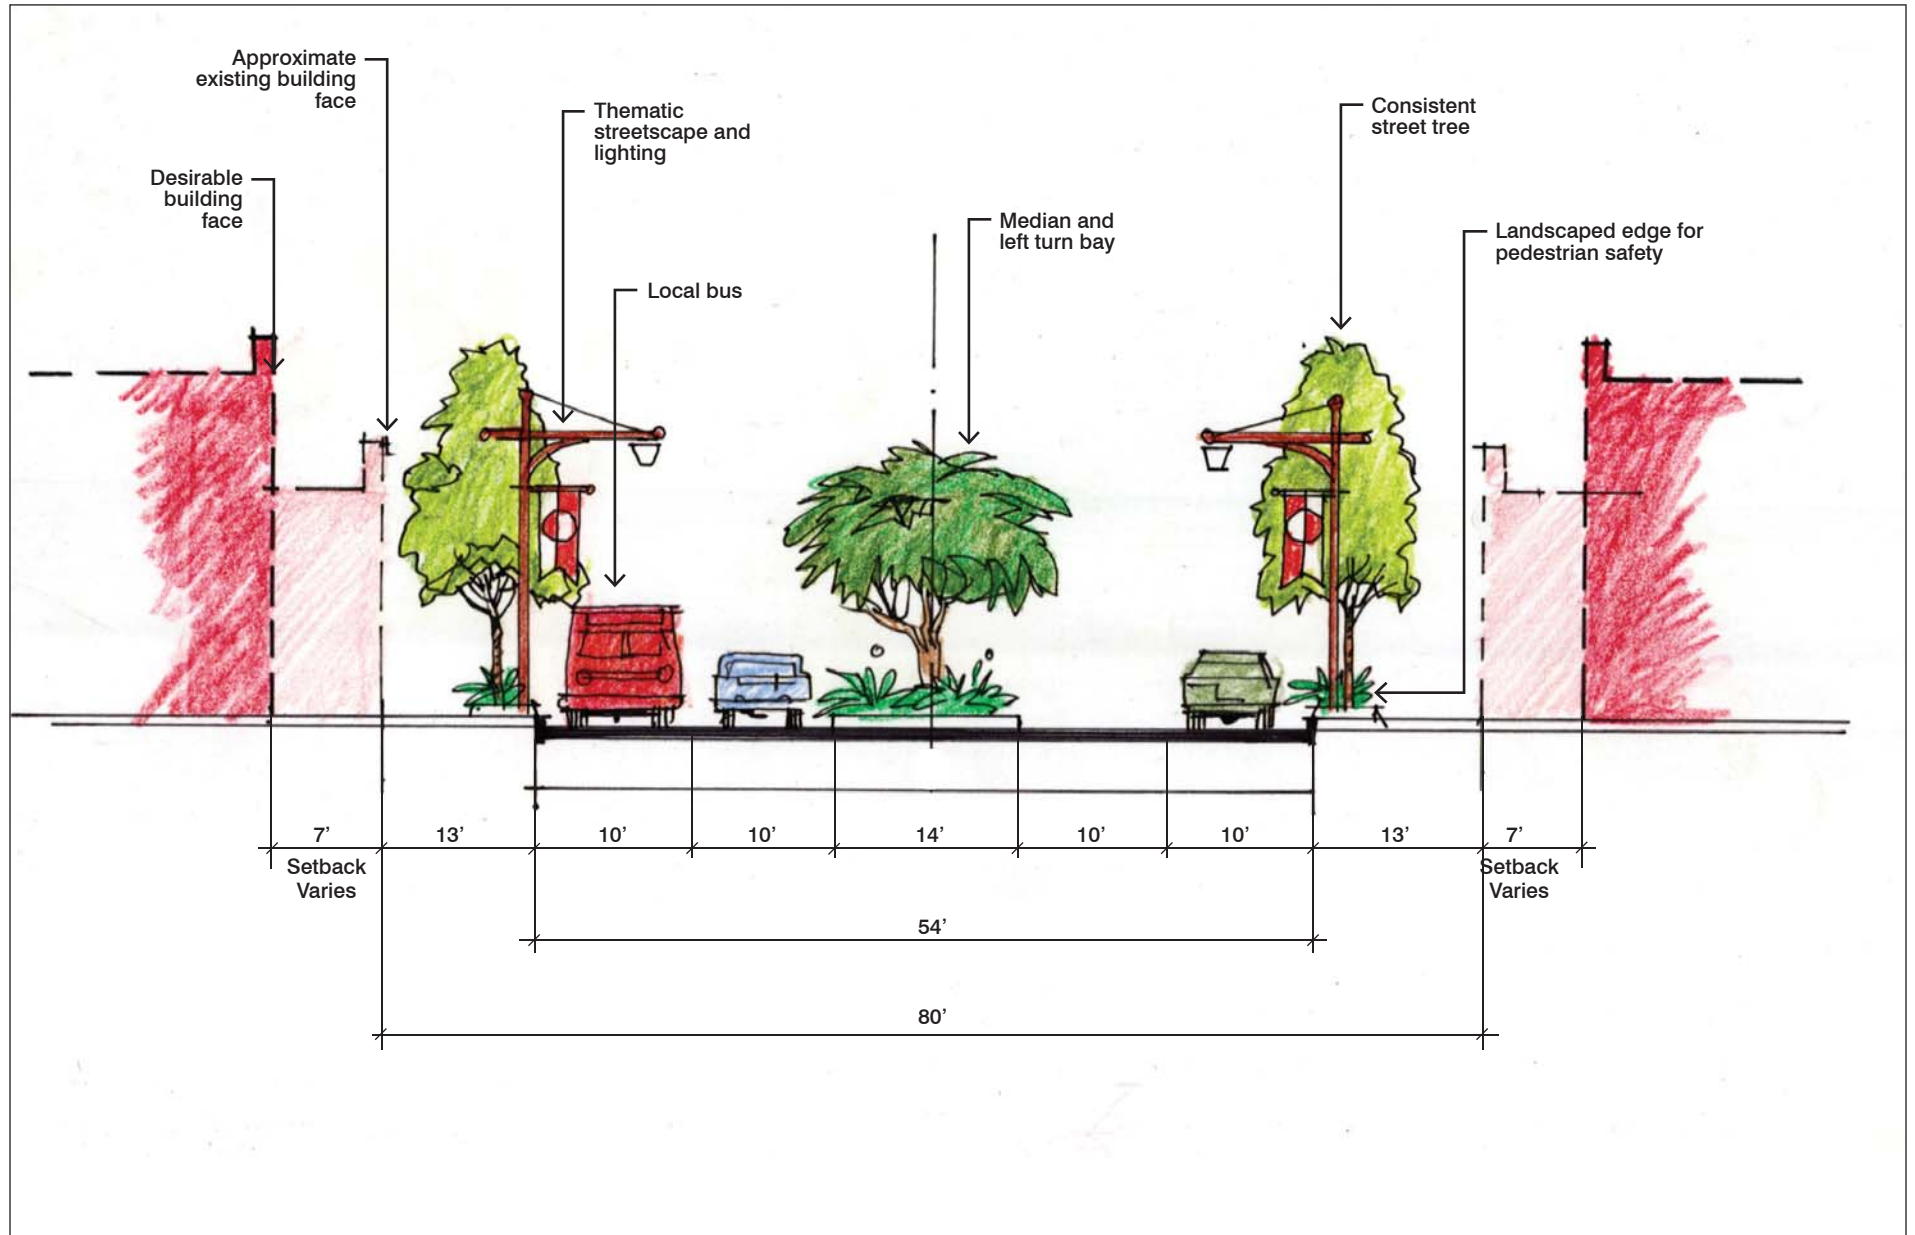 Approximate
existing building
face
Thematic
streetscape and
lighting
Consistent
street tree
Desirable
building
face
Median and
left turn bay
Landscaped edge for
pedestrian safety
Local bus
7’
13’
10’
10’
14’
10’
10’
13’
7’
Setback
Varies
Setback
Varies
54’
80’